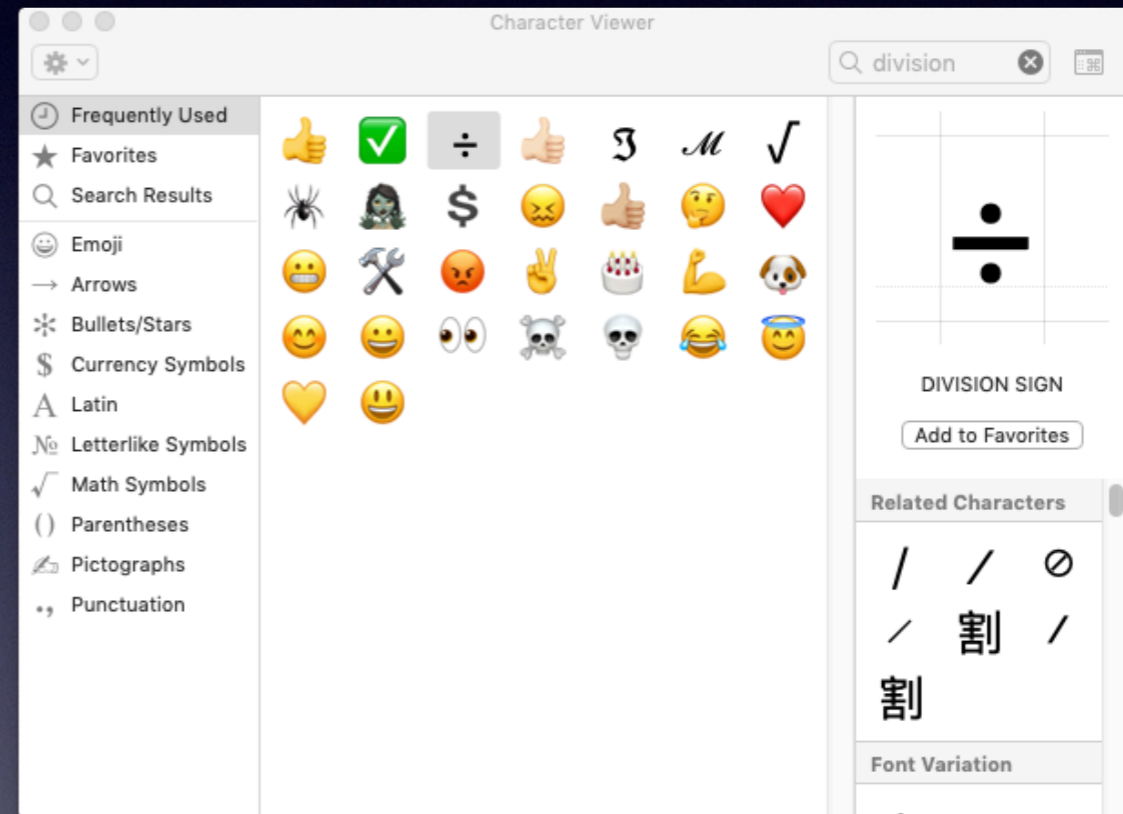 Character Viewer
division
Frequently Used
Favorites
Search Results
Emoji
Arrows
Bullets/Stars
Currency Symbols
Latin
Letterlike Symbols
Math Symbols
Parentheses
Pictographs
Punctuation
÷ ℑ ℳ √
$
÷
DIVISION SIGN
Add to Favorites
Related Characters
/ ∕ ⊘
⁄ 割 /
割
Font Variation